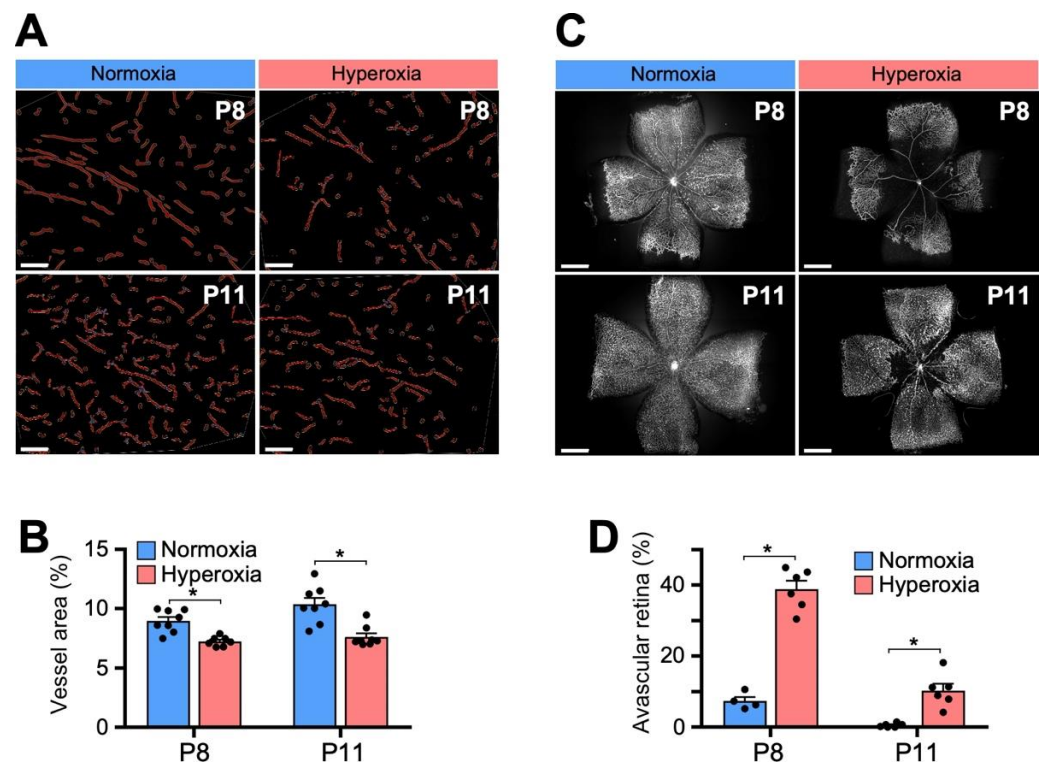 A
Normoxia
Hyperoxia
P8
P8
P11
P11
C
Normoxia
Hyperoxia
P8
P8
P11
P11
B
Vessel area (%)
15
10
5
0
Normoxia
Hyperoxia
*
*
P8
P11
D
Avascular retina (%)
40
20
0
Normoxia
Hyperoxia
*
*
P8
P11